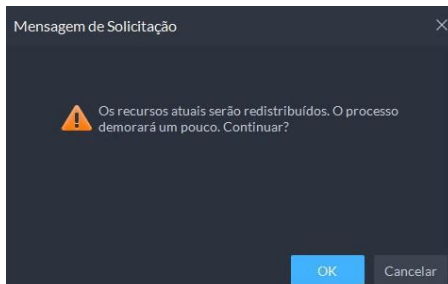 Mensagem de Solicitação
Os recursos atuais serão redistribuídos. O processo
demorará um pouco. Continuar?
OK
Cancelar